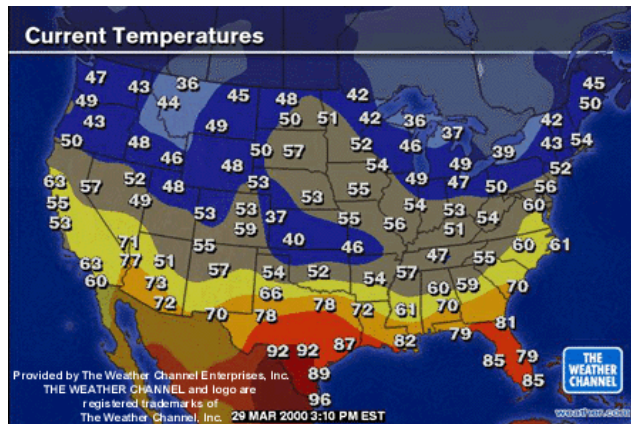 Current Temperatures
47 43 36 45 48 42 45
49 44 50 51 42 36 42 50
43 49 52 46 37 43 54
50 48 46 48 50 57 54 49 39 52
63 57 52 48 53 49 47 50 56
55 49 53 53 37 53 55 54 53 54 60
53 71 55 59 40 55 56 51 60 61
63 77 51 57 54 52 46 54 57 47 55
60 73 66 60 59 70
72 70 78 78 72 61 70 81
92 92 87 82 79 85 79
89 85
96
Provided by The Weather Channel Enterprises, Inc.
THE WEATHER CHANNEL and logo are
registered trademarks of
The Weather Channel, Inc.
29 MAR 2000 3:10 PM EST
THE
WEATHER
CHANNEL
weather.com